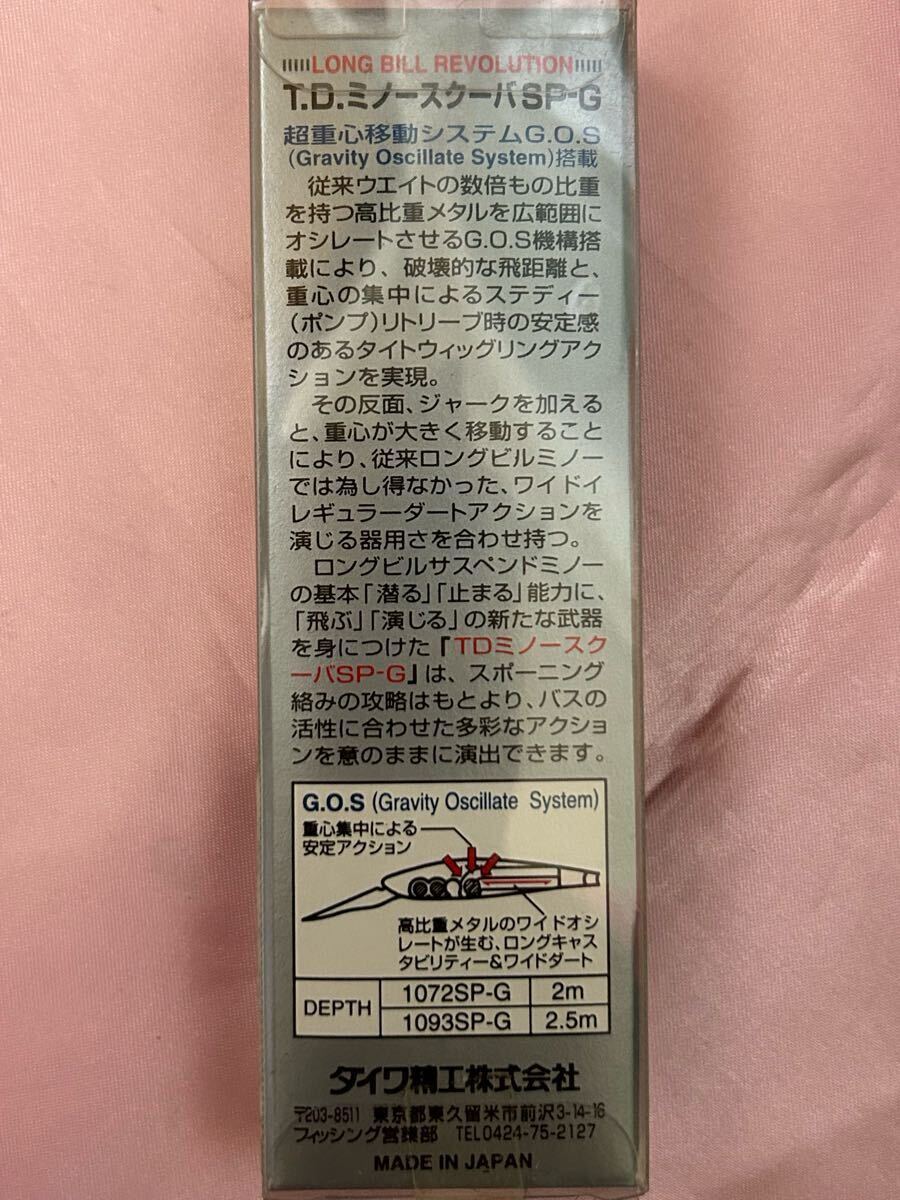 LONG BILL REVOLUTION
T.D.ミノースクーバSP-G
超重心移動システムG.O.S
(Gravity Oscillate System)搭載
従来ウエイトの数倍もの比重
を持つ高比重メタルを広範囲に
オシレートさせるG.O.S機構搭
載により、破壊的な飛距離と、
重心の集中によるステディー
(ポンプ)リトリーブ時の安定感
のあるタイトウィッグリングアク
ションを実現。
その反面、ジャークを加える
と、重心が大きく移動すること
により、従来ロングビルミノー
では為し得なかった、ワイドイ
レギュラーダートアクションを
演じる器用さを合わせ持つ。
ロングビルサスペンドミノー
の基本「潜る」「止まる」能力に、
「飛ぶ」「演じる」の新たな武器
を身につけた『TDミノースク
ーバSP-G』は、スポーニング
絡みの攻略はもとより、バスの
活性に合わせた多彩なアクショ
ンを意のままに演出できます。
G.O.S (Gravity Oscillate System)
重心集中による
安定アクション
高比重メタルのワイドオシ
レートが生む、ロングキャス
タビリティー&ワイドダート
DEPTH 1072SP-G 2m
1093SP-G 2.5m
ダイワ精工株式会社
〒203-8511 東京都東久留米市前沢3-14-16
フィッシング営業部 TEL0424-75-2127
MADE IN JAPAN